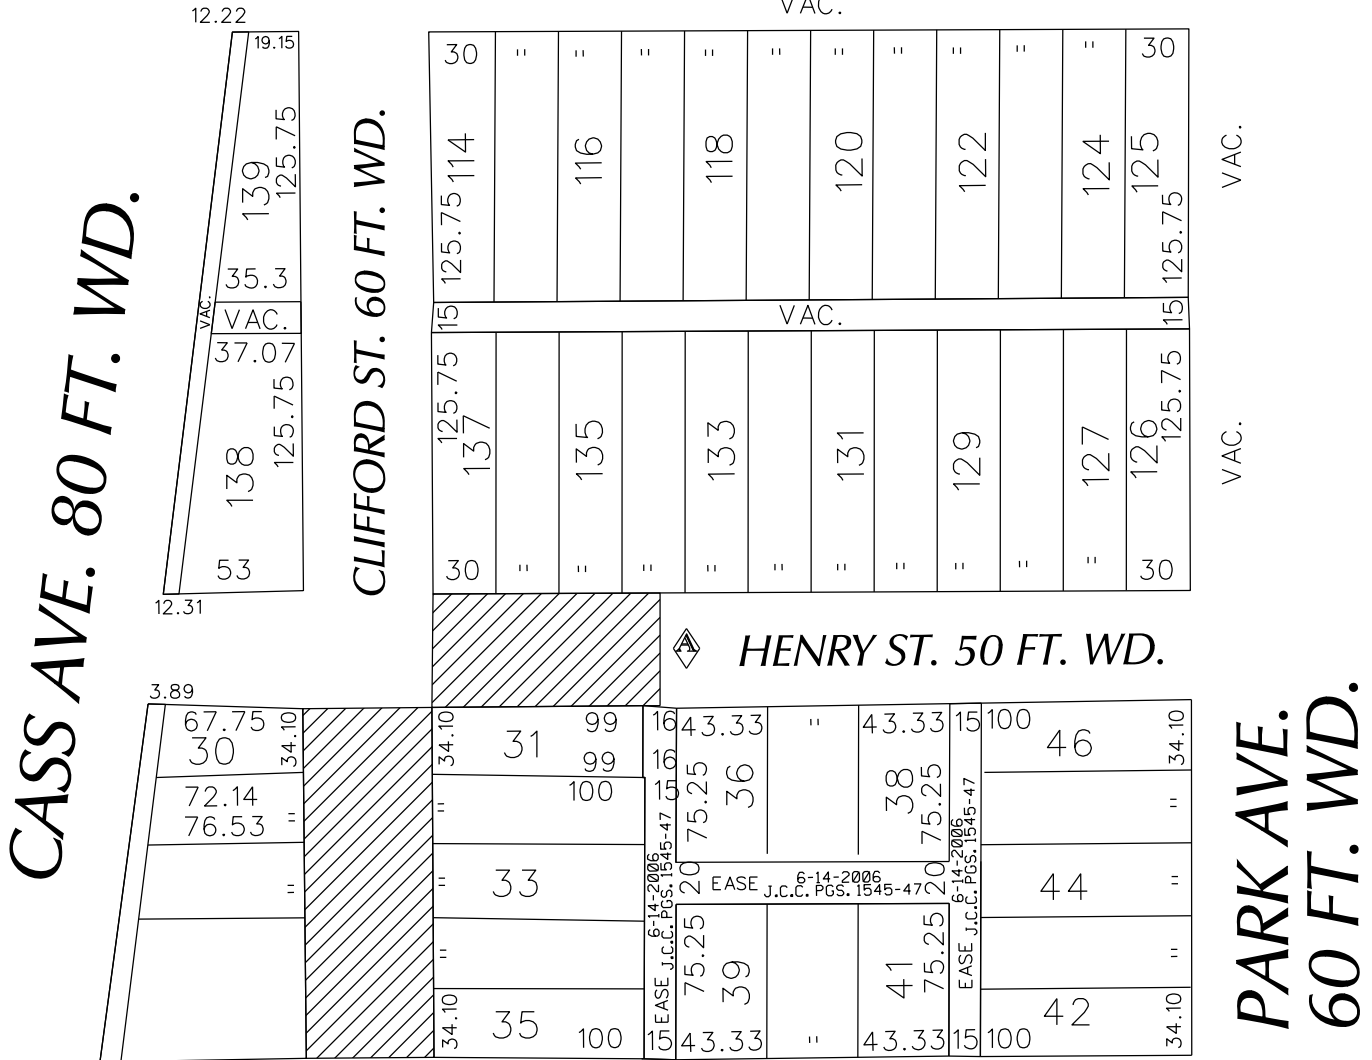 12.22
19.15
139
125.75
35.3
VAC.
VAC.
37.07
125.75
138
53
12.31
CASS AVE. 80 FT. WD.
CLIFFORD ST. 60 FT. WD.
VAC.
30 " " " " " " " " " " 30
114 116 118 120 122 124 125
125.75
125.75
VAC.
15 VAC. 15
125.75
125.75
137 135 133 131 129 127 126
VAC.
30 " " " " " " " " " " 30
A HENRY ST. 50 FT. WD.
3.89
67.75
30
34.10
72.14
76.53
"
"
34.10
31
99
99
100
"
33
"
"
34.10
35
100
16
16
15
EASE 6-14-2006
J.C.C. PGS. 1545-47
15
43.33 " 43.33
36 38
75.25 75.25
20 EASE 6-14-2006
J.C.C. PGS. 1545-47 20
75.25 75.25
39 41
43.33 " 43.33
15
EASE 6-14-2006
J.C.C. PGS. 1545-47
15
100
46
34.10
"
44
"
"
42
100
34.10
PARK AVE.
60 FT. WD.